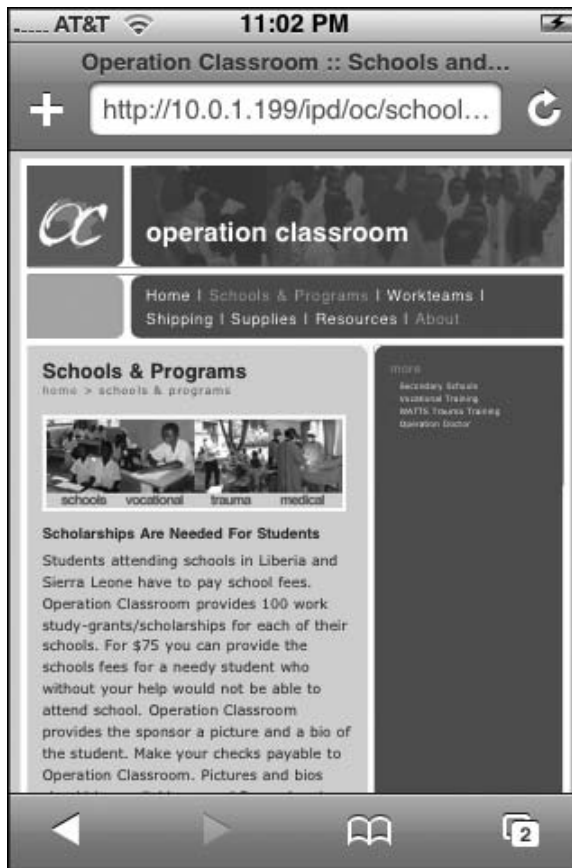 AT&T 11:02 PM
Operation Classroom :: Schools and...
http://10.0.1.199/ipd/oc/school...
oc
operation classroom
Home | Schools & Programs | Workteams |
Shipping | Supplies | Resources | About
Schools & Programs
home > schools & programs
more
Secondary Schools
Vocational Training
WATTS Trauma Training
Operation Doctor
schools vocational trauma medical
Scholarships Are Needed For Students
Students attending schools in Liberia and
Sierra Leone have to pay school fees.
Operation Classroom provides 100 work
study-grants/scholarships for each of their
schools. For $75 you can provide the
schools fees for a needy student who
without your help would not be able to
attend school. Operation Classroom
provides the sponsor a picture and a bio of
the student. Make your checks payable to
Operation Classroom. Pictures and bios
2